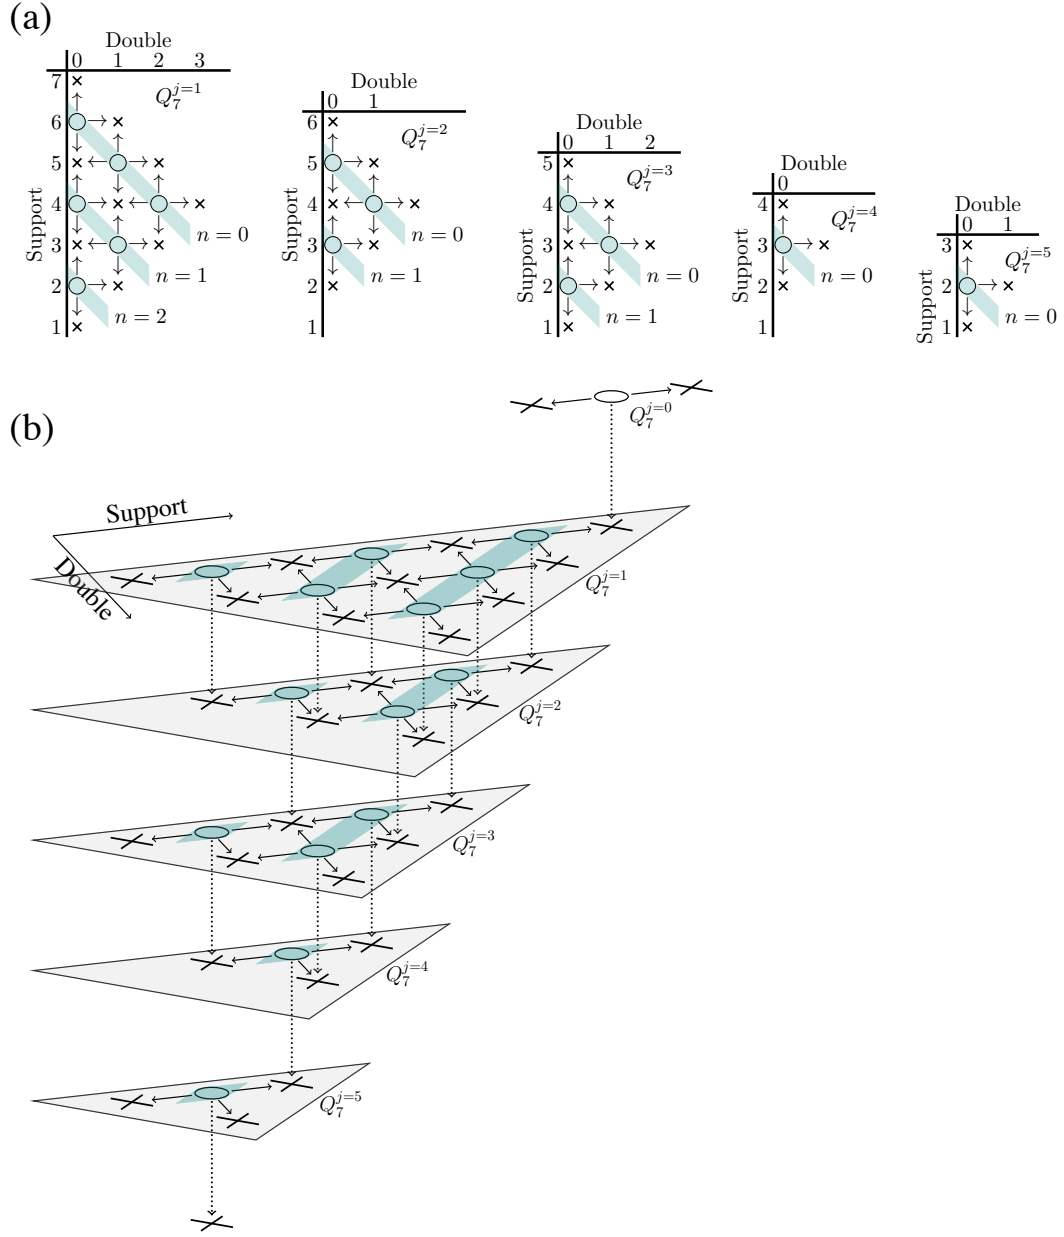 (a)
Double
0 1 2 3
Q_7^{j=1}
7
6
5
4
3
2
1
Support
n = 0
n = 1
n = 2
Double
0 1
Q_7^{j=2}
6
5
4
3
2
1
Support
n = 0
n = 1
Double
0 1 2
Q_7^{j=3}
5
4
3
2
1
Support
n = 0
n = 1
Double
0
Q_7^{j=4}
4
3
2
1
Support
n = 0
Double
0 1
Q_7^{j=5}
3
2
1
Support
n = 0
(b)
Q_7^{j=0}
Support
Double
Q_7^{j=1}
Q_7^{j=2}
Q_7^{j=3}
Q_7^{j=4}
Q_7^{j=5}